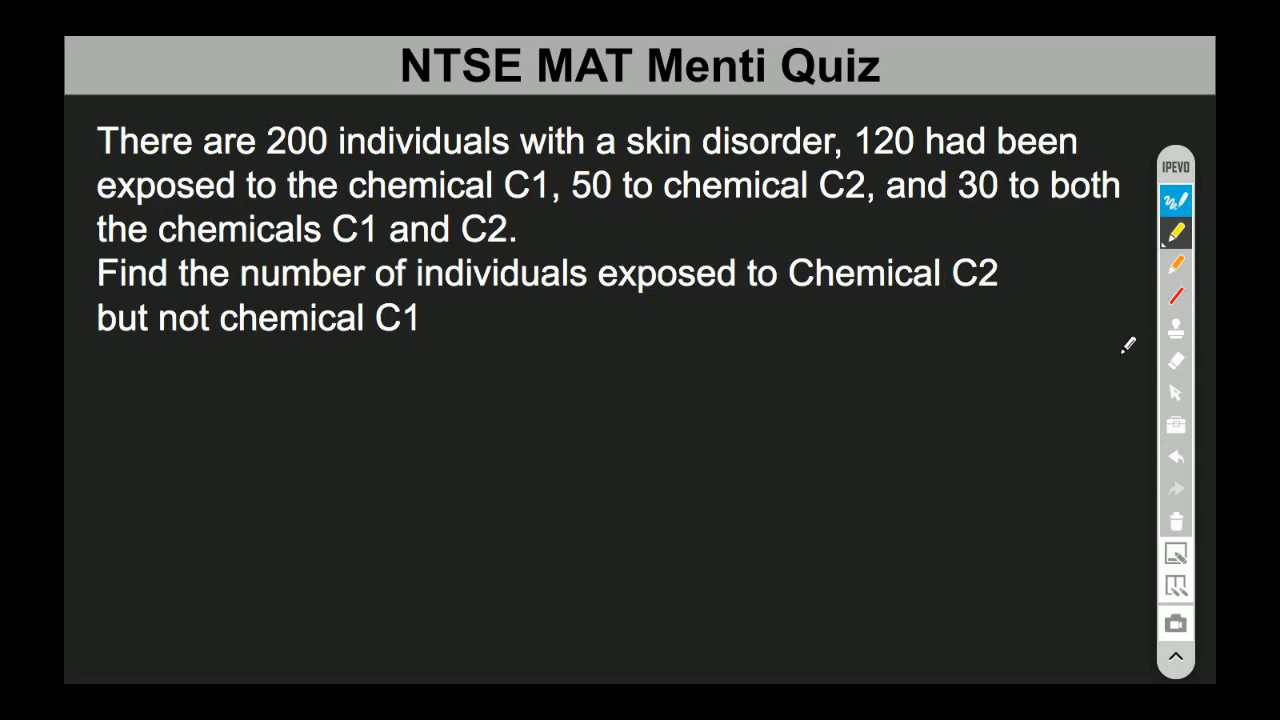 NTSE MAT Menti Quiz
There are 200 individuals with a skin disorder, 120 had been
exposed to the chemical C1, 50 to chemical C2, and 30 to both
the chemicals C1 and C2.
Find the number of individuals exposed to Chemical C2
but not chemical C1
IPEVO